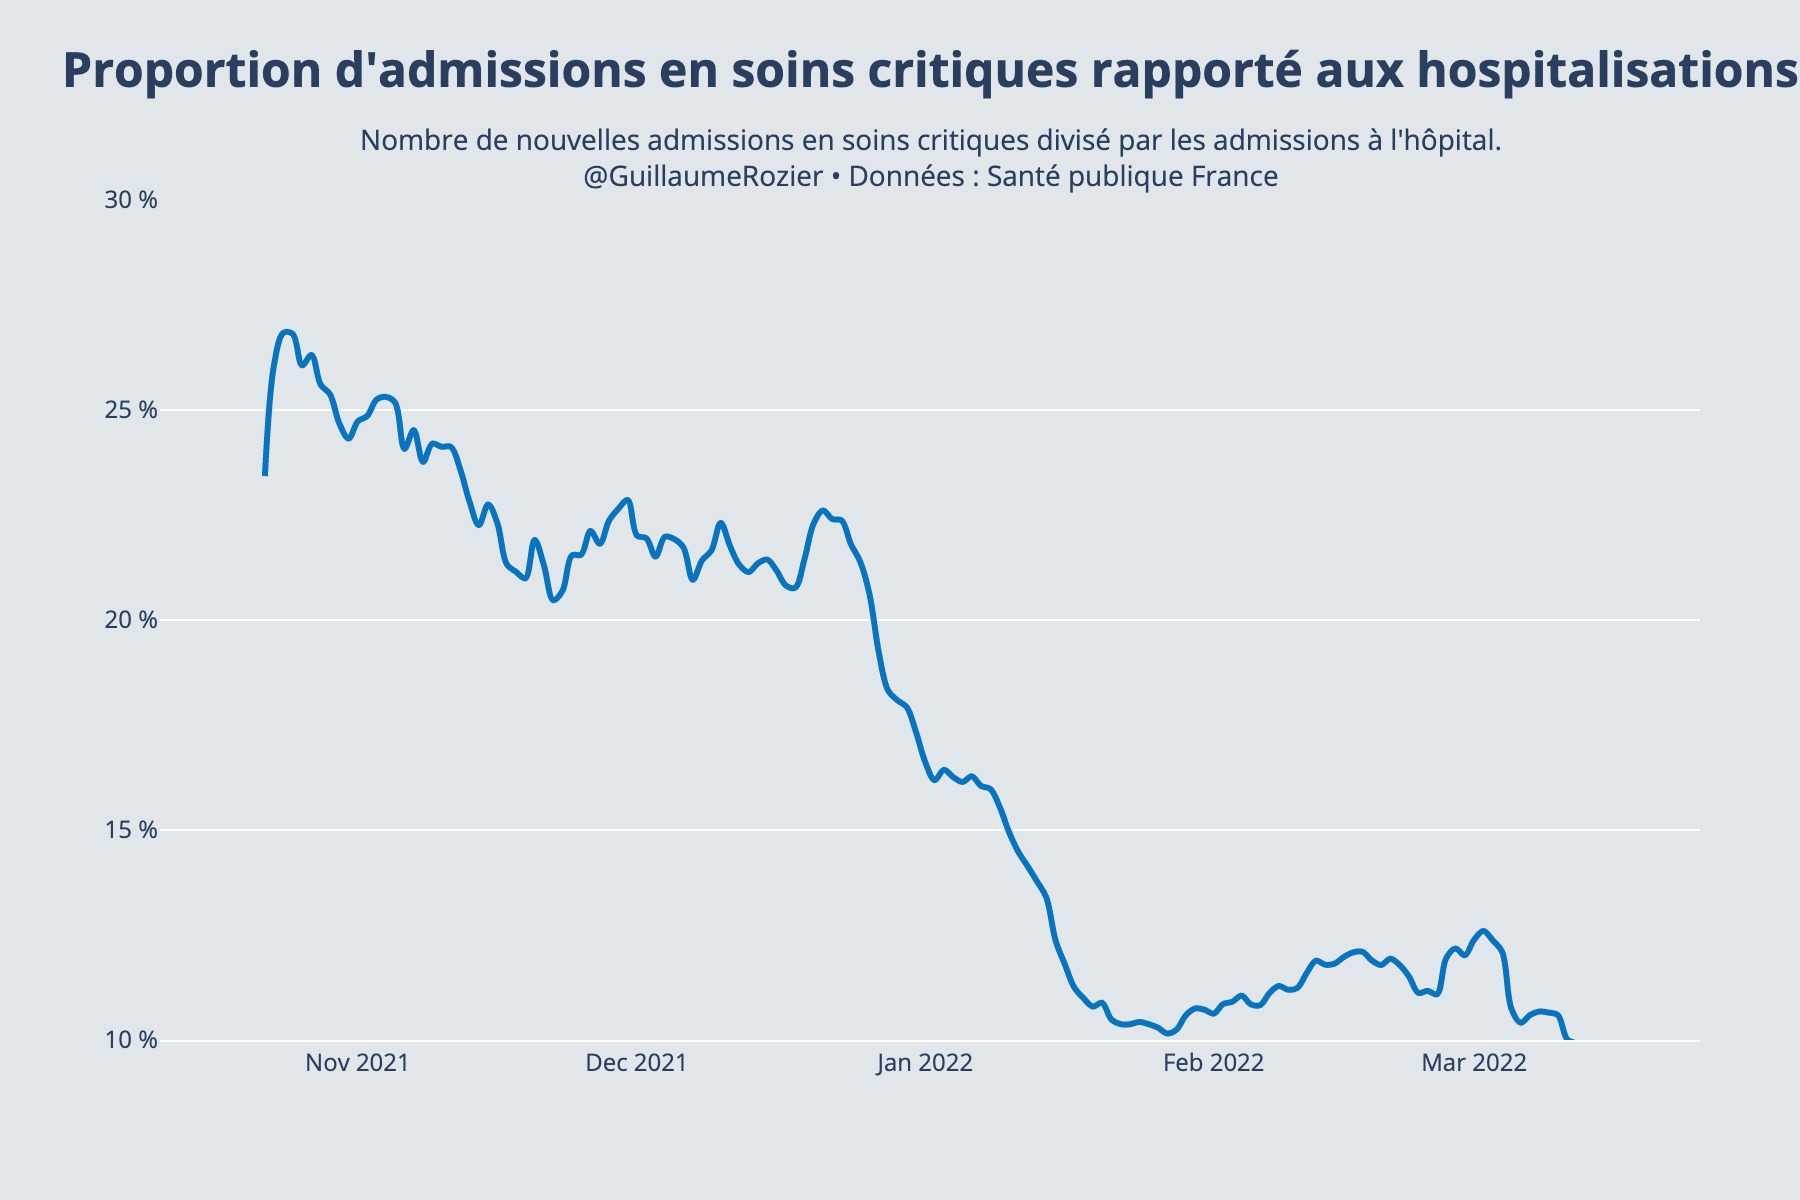 Proportion d'admissions en soins critiques rapporté aux hospitalisations
Nombre de nouvelles admissions en soins critiques divisé par les admissions à l'hôpital.
@GuillaumeRozier • Données : Santé publique France
30 %
25 %
20 %
15 %
10 %
Nov 2021
Dec 2021
Jan 2022
Feb 2022
Mar 2022